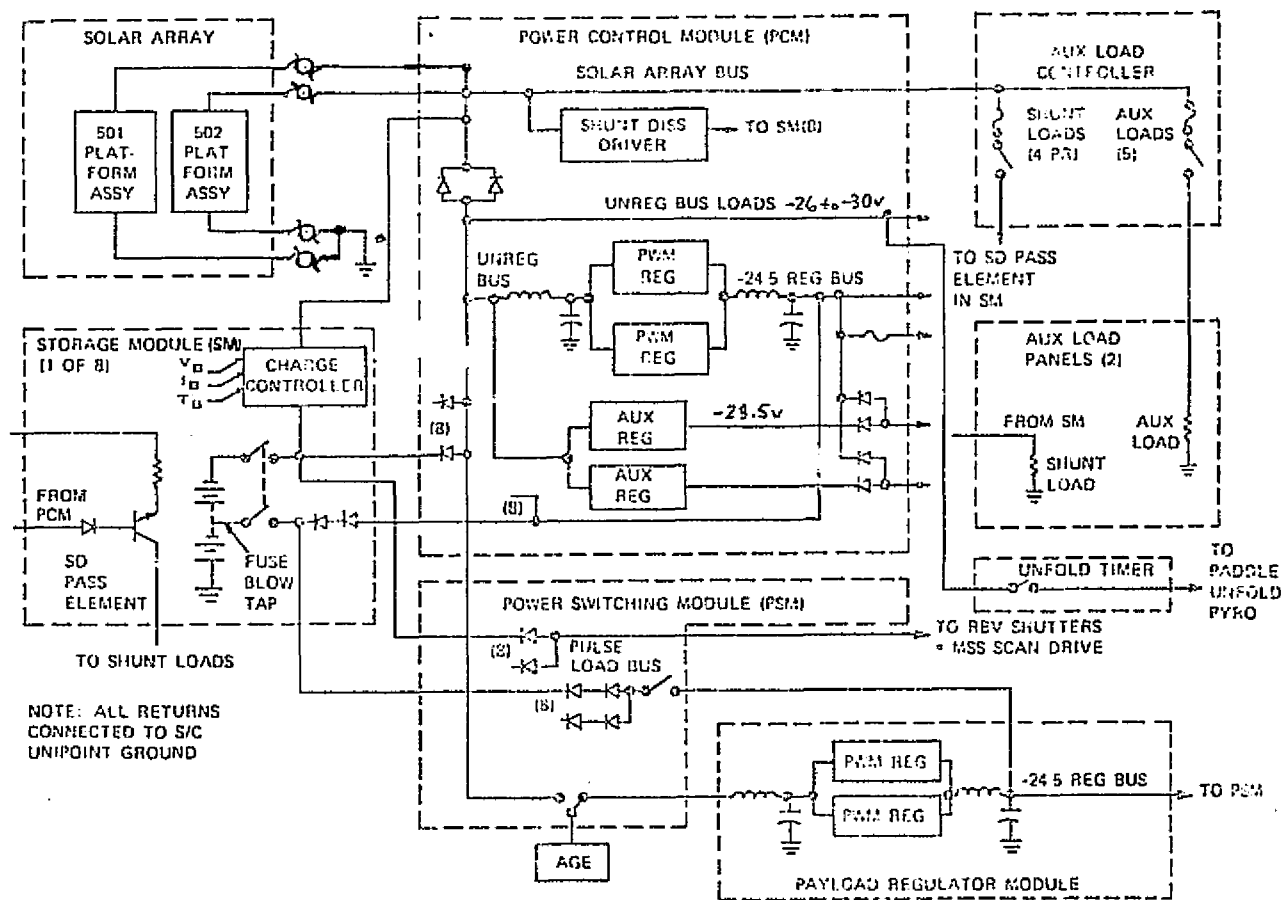 SOLAR ARRAY
501
PLAT-
FORM
ASSY
502
PLAT
FORM
ASSY
POWER CONTROL MODULE (PCM)
SOLAR ARRAY BUS
SHUNT DISS
DRIVER
TO SM(8)
UNREG BUS LOADS -26 to -30v
UNREG
BUS
PWM
REG
PWM
REG
-24.5 REG BUS
AUX
REG
AUX
REG
(8)
AUX LOAD
CONTROLLER
SHUNT
LOADS
(4 PR)
AUX
LOADS
(5)
TO SD PASS
ELEMENT
IN SM
AUX LOAD
PANELS (2)
FROM SM
SHUNT
LOAD
AUX
LOAD
UNFOLD TIMER
TO
PADDLE
UNFOLD
PYRO
STORAGE MODULE (SM)
(1 OF 8)
V
I
T
CHARGE
CONTROLLER
FROM
PCM
SD
PASS
ELEMENT
FUSE
BLOW
TAP
TO SHUNT LOADS
NOTE: ALL RETURNS
CONNECTED TO S/C
UNIPOINT GROUND
POWER SWITCHING MODULE (PSM)
PULSE
LOAD BUS
TO RBV SHUTTERS
MSS SCAN DRIVE
AGE
PWM REG
PWM REG
-24.5 REG BUS
TO PSM
PAYLOAD REGULATOR MODULE